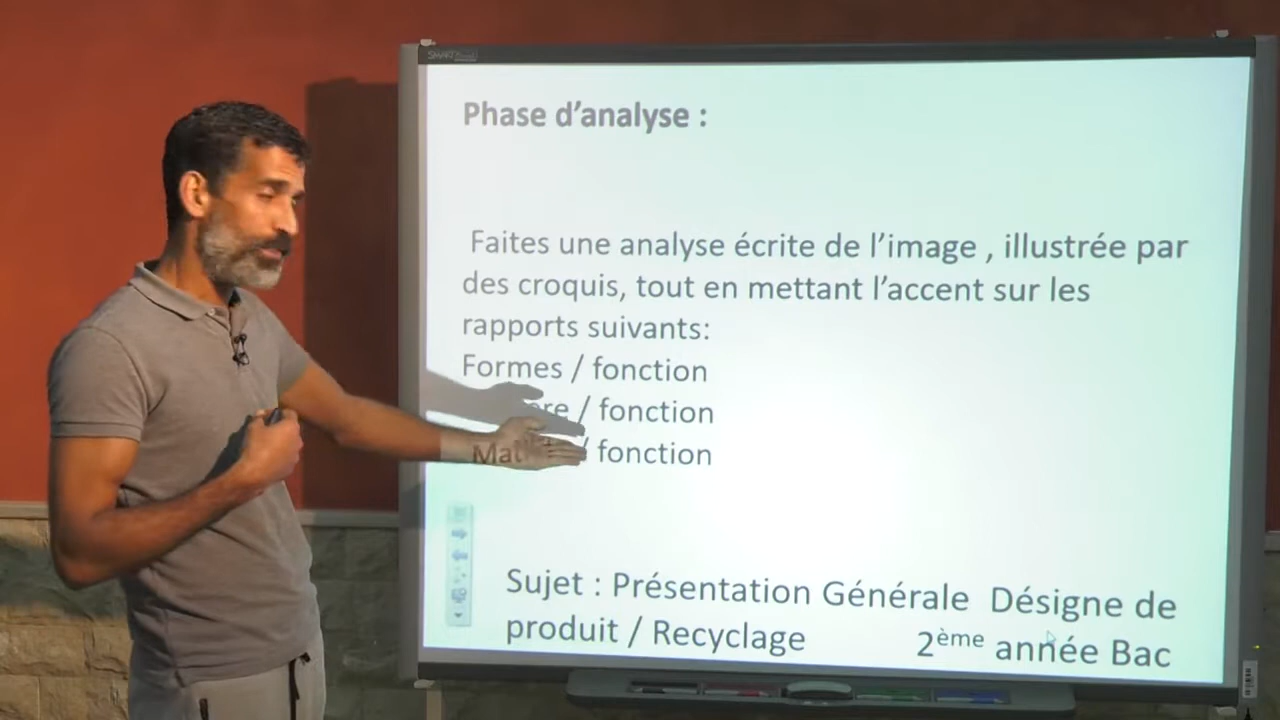 SMART
Phase d'analyse :
Faites une analyse écrite de l'image , illustrée par
des croquis, tout en mettant l'accent sur les
rapports suivants:
Formes / fonction
/ fonction
/ fonction
Sujet : Présentation Générale Désigne de
produit / Recyclage 2ème année Bac